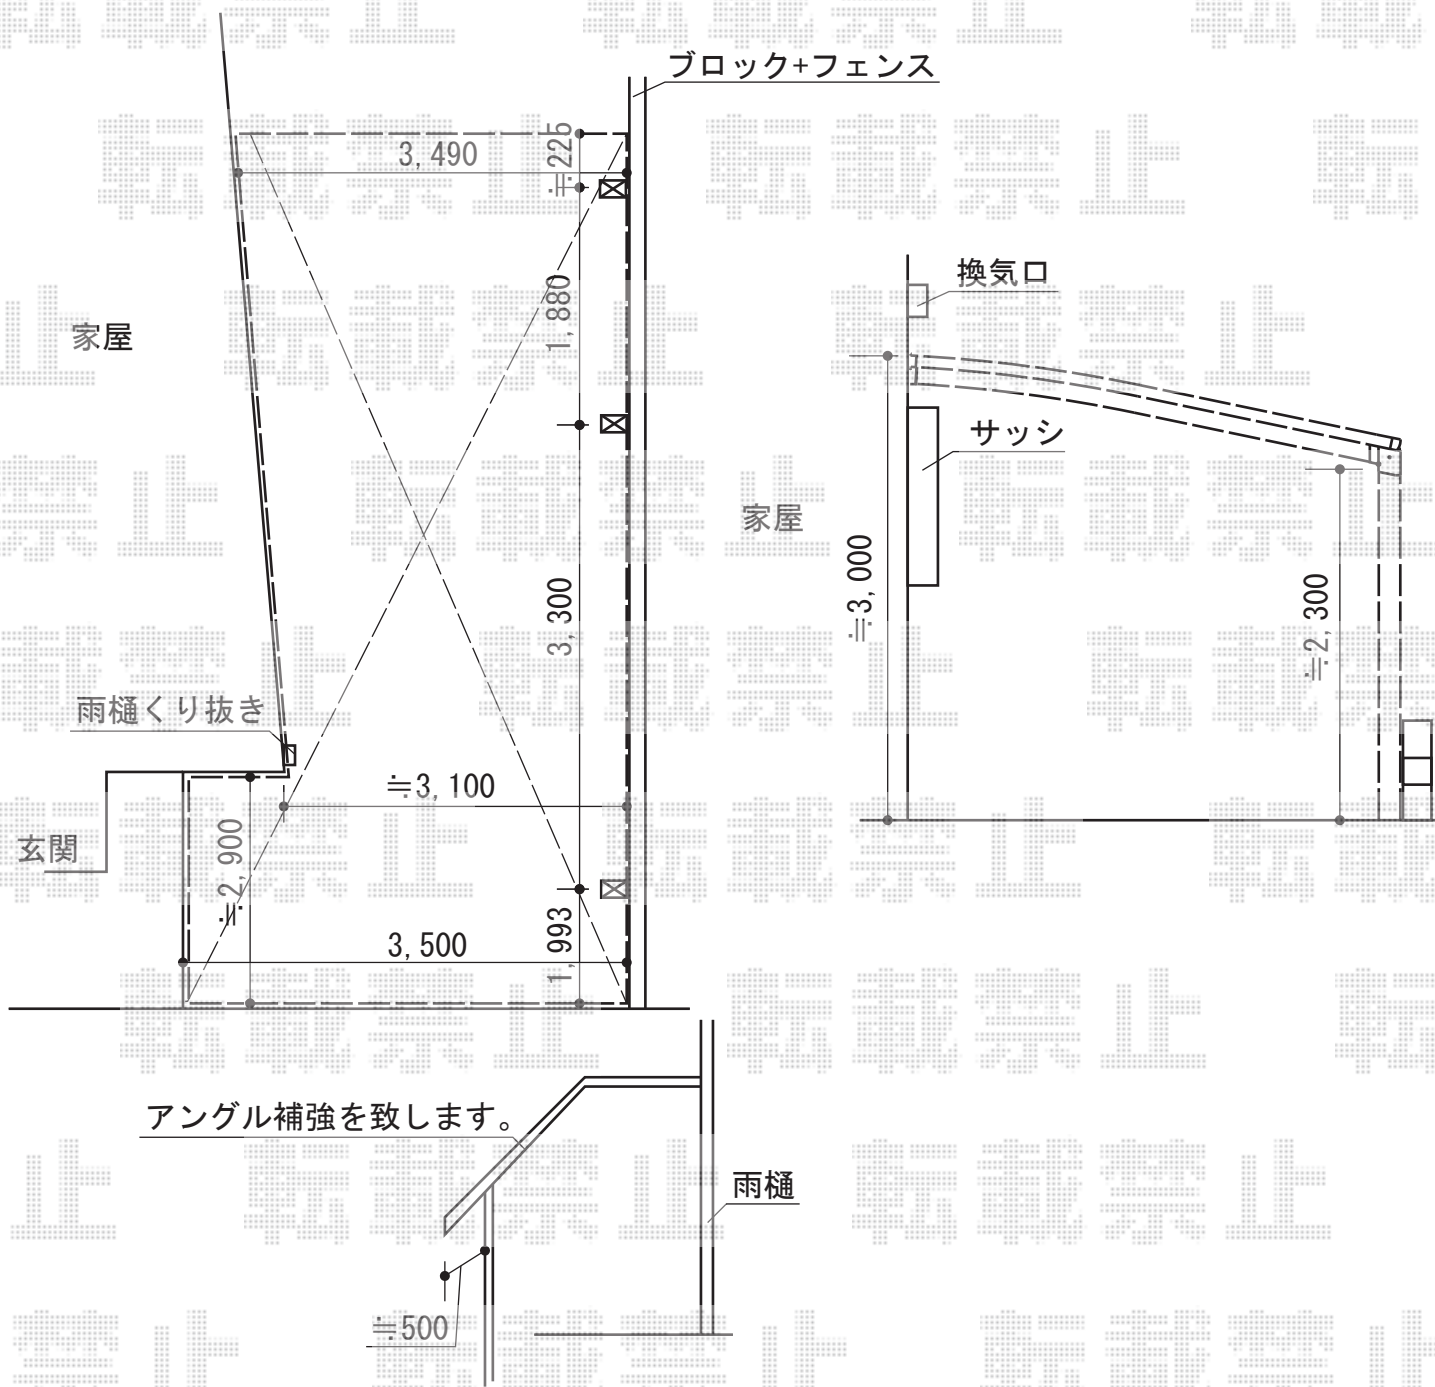 ブロック+フェンス
3,490
≒225
換気口
1,880
家屋
サッシ
家屋
≒3,000
3,300
≒2,300
雨樋くり抜き
≒3,100
玄関
≒2,900
3,500
1,993
アングル補強を致します。
雨樋
≒500
転載禁止